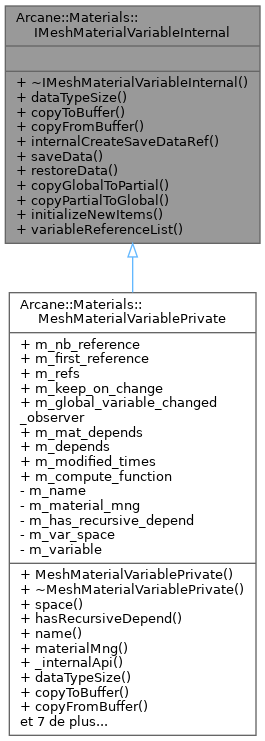 Arcane::Materials::
IMeshMaterialVariableInternal
+ ~IMeshMaterialVariableInternal()
+ dataTypeSize()
+ copyToBuffer()
+ copyFromBuffer()
+ internalCreateSaveDataRef()
+ saveData()
+ restoreData()
+ copyGlobalToPartial()
+ copyPartialToGlobal()
+ initializeNewItems()
+ variableReferenceList()
Arcane::Materials::
MeshMaterialVariablePrivate
+ m_nb_reference
+ m_first_reference
+ m_refs
+ m_keep_on_change
+ m_global_variable_changed
_observer
+ m_mat_depends
+ m_depends
+ m_modified_times
+ m_compute_function
- m_name
- m_material_mng
- m_has_recursive_depend
- m_var_space
- m_variable
+ MeshMaterialVariablePrivate()
+ ~MeshMaterialVariablePrivate()
+ space()
+ hasRecursiveDepend()
+ name()
+ materialMng()
+ _internalApi()
+ dataTypeSize()
+ copyToBuffer()
+ copyFromBuffer()
et 7 de plus...